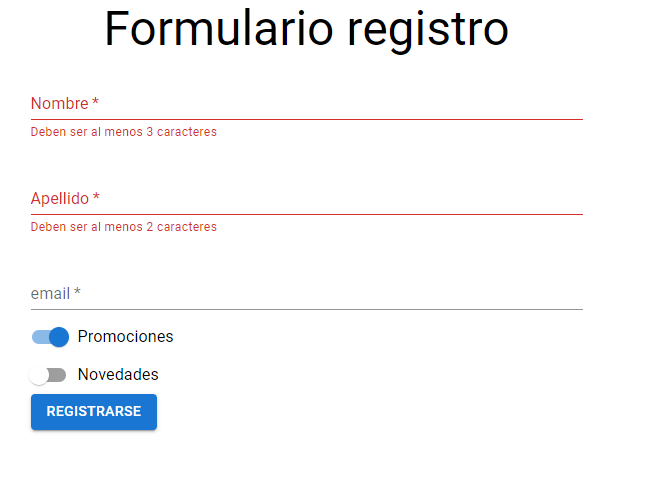 Formulario registro
Nombre *
Deben ser al menos 3 caracteres
Apellido *
Deben ser al menos 2 caracteres
email *
Promociones
Novedades
REGISTRARSE